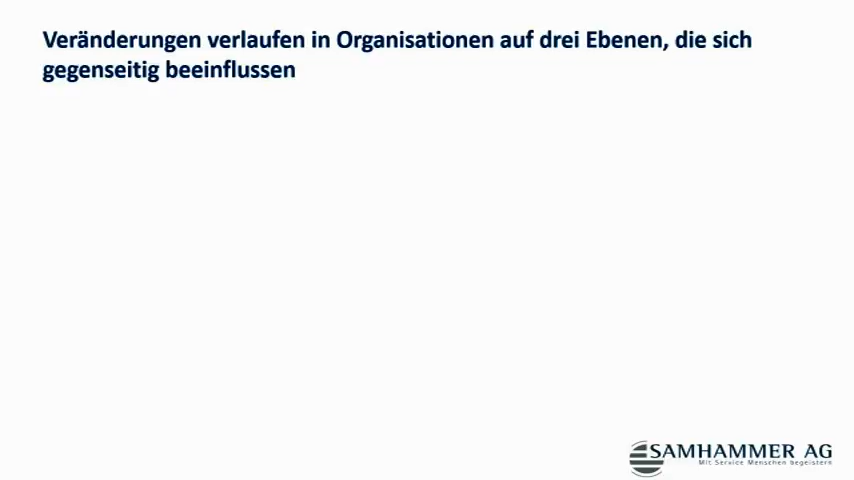 Veränderungen verlaufen in Organisationen auf drei Ebenen, die sich
gegenseitig beeinflussen
SAMHAMMER AG
Mit Service Menschen begeistern